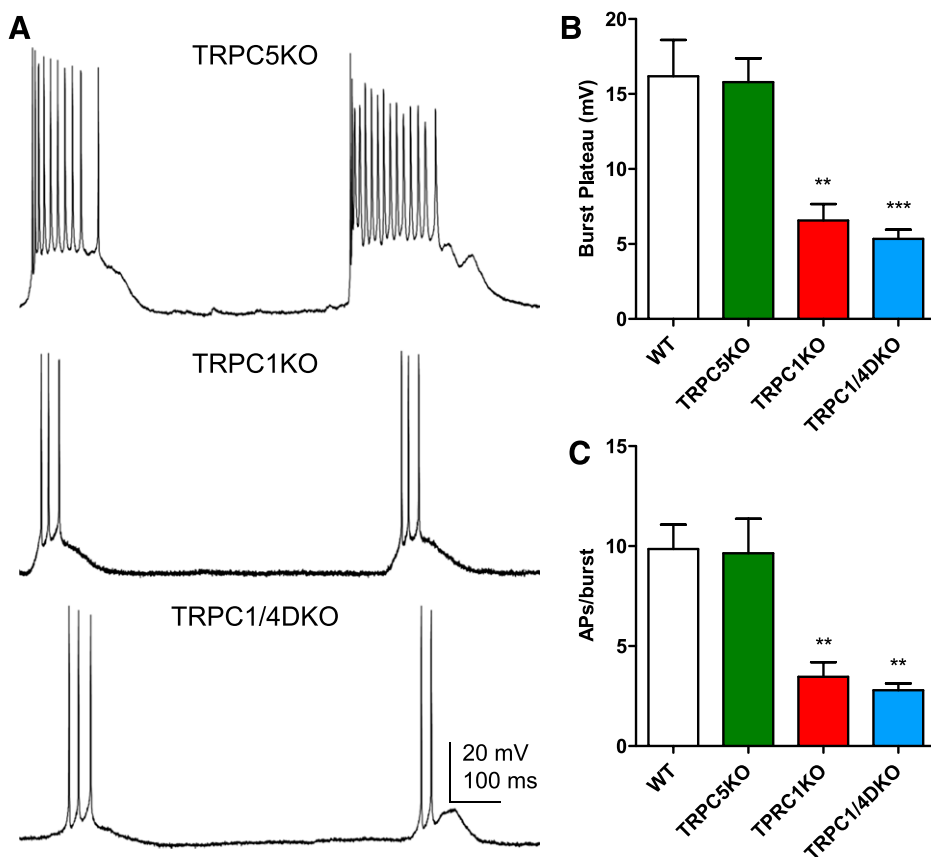 A
TRPC5KO
TRPC1KO
TRPC1/4DKO
20 mV
100 ms
B
Burst Plateau (mV)
20
15
10
5
0
**
***
WT
TRPC5KO
TRPC1KO
TRPC1/4DKO
C
APs/burst
15
10
5
0
**
**
WT
TRPC5KO
TPRC1KO
TRPC1/4DKO